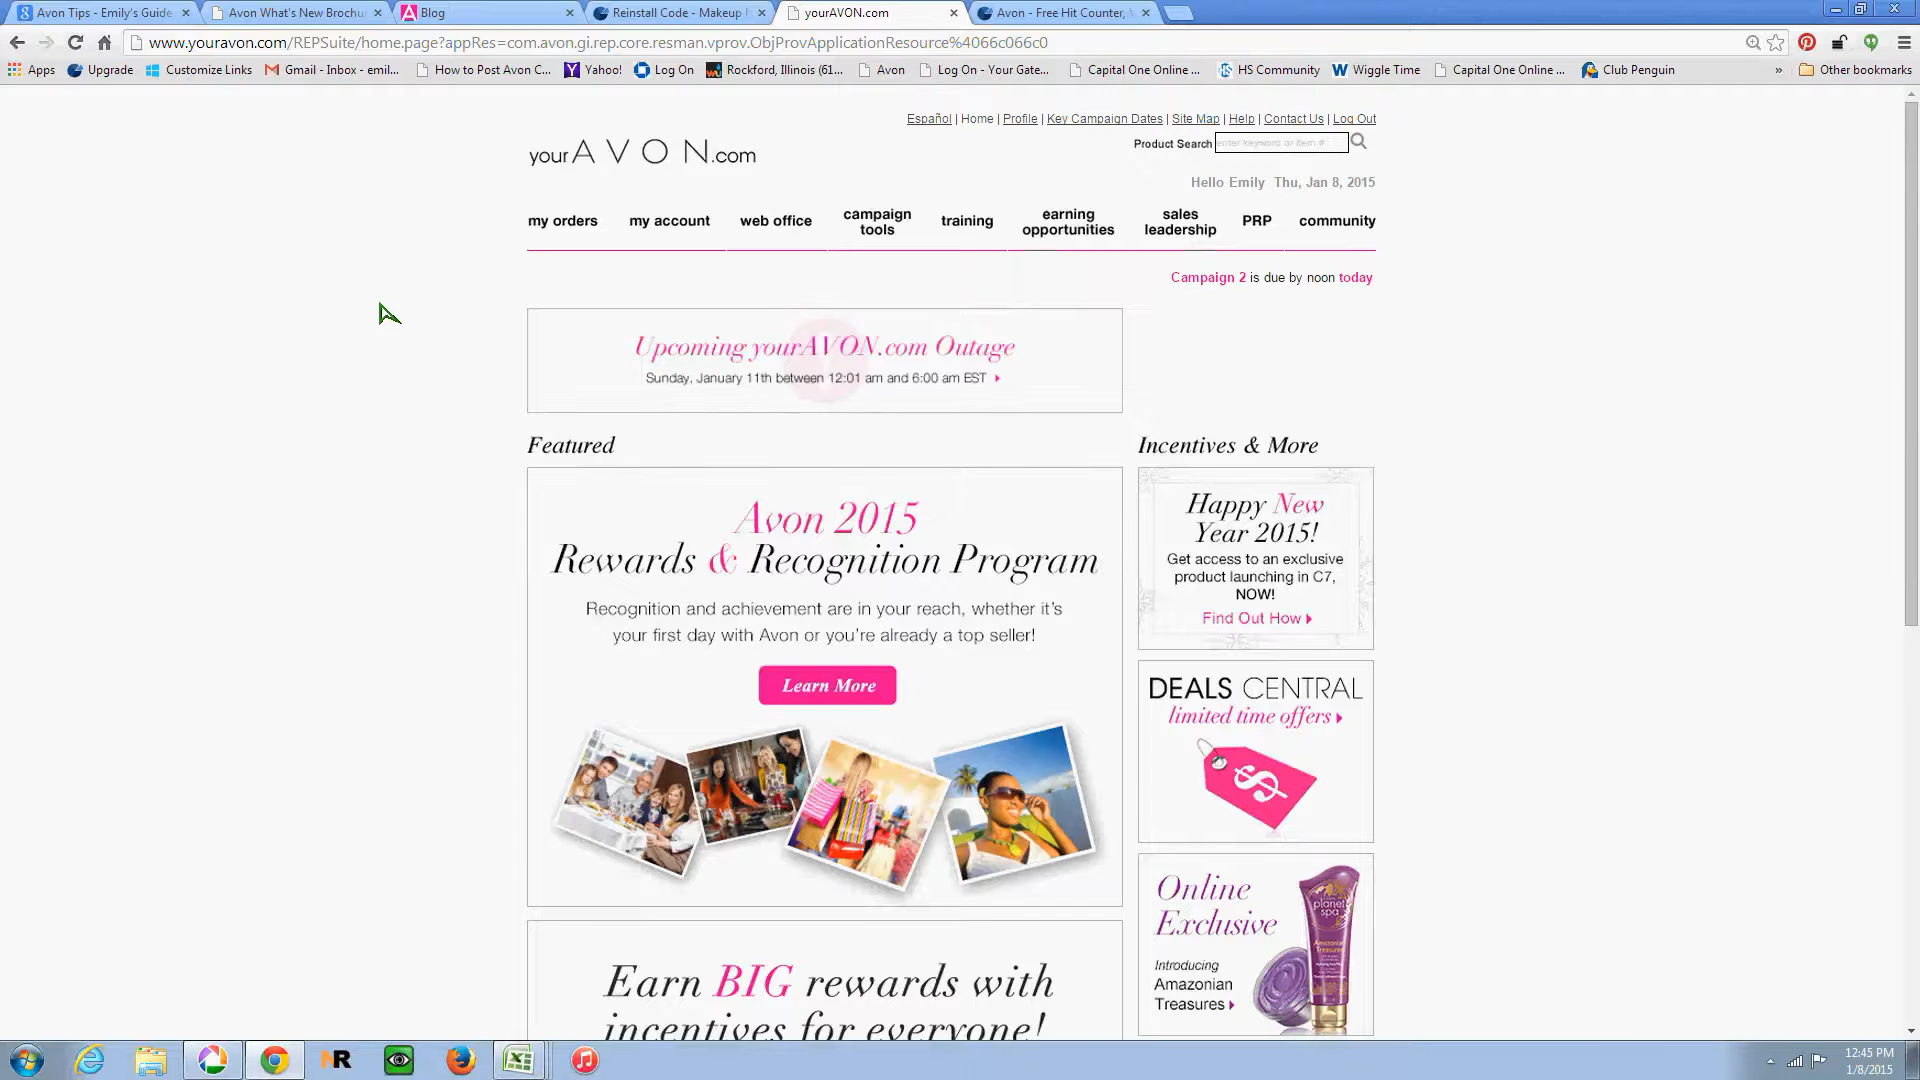 Avon Tips - Emily's Guide
Avon What's New Brochu
Blog
Reinstall Code - Makeup
yourAVON.com
Avon - Free Hit Counter,
www.youravon.com/REPSuite/home.page?appRes=com.avon.gi.rep.core.resman.vprov.ObjProvApplicationResource%4066c066c0
Apps Upgrade Customize Links Gmail - Inbox - emil... How to Post Avon C... Yahoo! Log On Rockford, Illinois (61... Avon Log On - Your Gate... Capital One Online ... HS Community Wiggle Time Capital One Online ... Club Penguin » Other bookmarks
Español | Home | Profile | Key Campaign Dates | Site Map | Help | Contact Us | Log Out
yourAVON.com
Product Search enter keyword or item #
Hello Emily Thu, Jan 8, 2015
my orders my account web office campaign tools training earning opportunities sales leadership PRP community
Campaign 2 is due by noon today
Upcoming yourAVON.com Outage
Sunday, January 11th between 12:01 am and 6:00 am EST
Featured
Avon 2015
Rewards & Recognition Program
Recognition and achievement are in your reach, whether it's
your first day with Avon or you're already a top seller!
Learn More
Earn BIG rewards with
incentives for everyone!
Incentives & More
Happy New
Year 2015!
Get access to an exclusive
product launching in C7,
NOW!
Find Out How
DEALS CENTRAL
limited time offers
$
Online
Exclusive
Introducing
Amazonian
Treasures
planet
spa
Amazonian
Treasures
NR
12:45 PM
1/8/2015